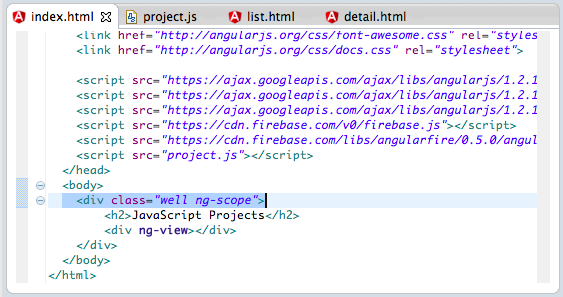 index.html project.js list.html detail.html
<link href="http://angularjs.org/css/font-awesome.css" rel="styles
<link href="http://angularjs.org/css/docs.css" rel="stylesheet">
<script src="https://ajax.googleapis.com/ajax/libs/angularjs/1.2.1
<script src="https://ajax.googleapis.com/ajax/libs/angularjs/1.2.1
<script src="https://ajax.googleapis.com/ajax/libs/angularjs/1.2.1
<script src="https://cdn.firebase.com/v0/firebase.js"></script>
<script src="https://cdn.firebase.com/libs/angularfire/0.5.0/angul
<script src="project.js"></script>
</head>
<body>
<div class="well ng-scope">
<h2>JavaScript Projects</h2>
<div ng-view></div>
</div>
</body>
</html>